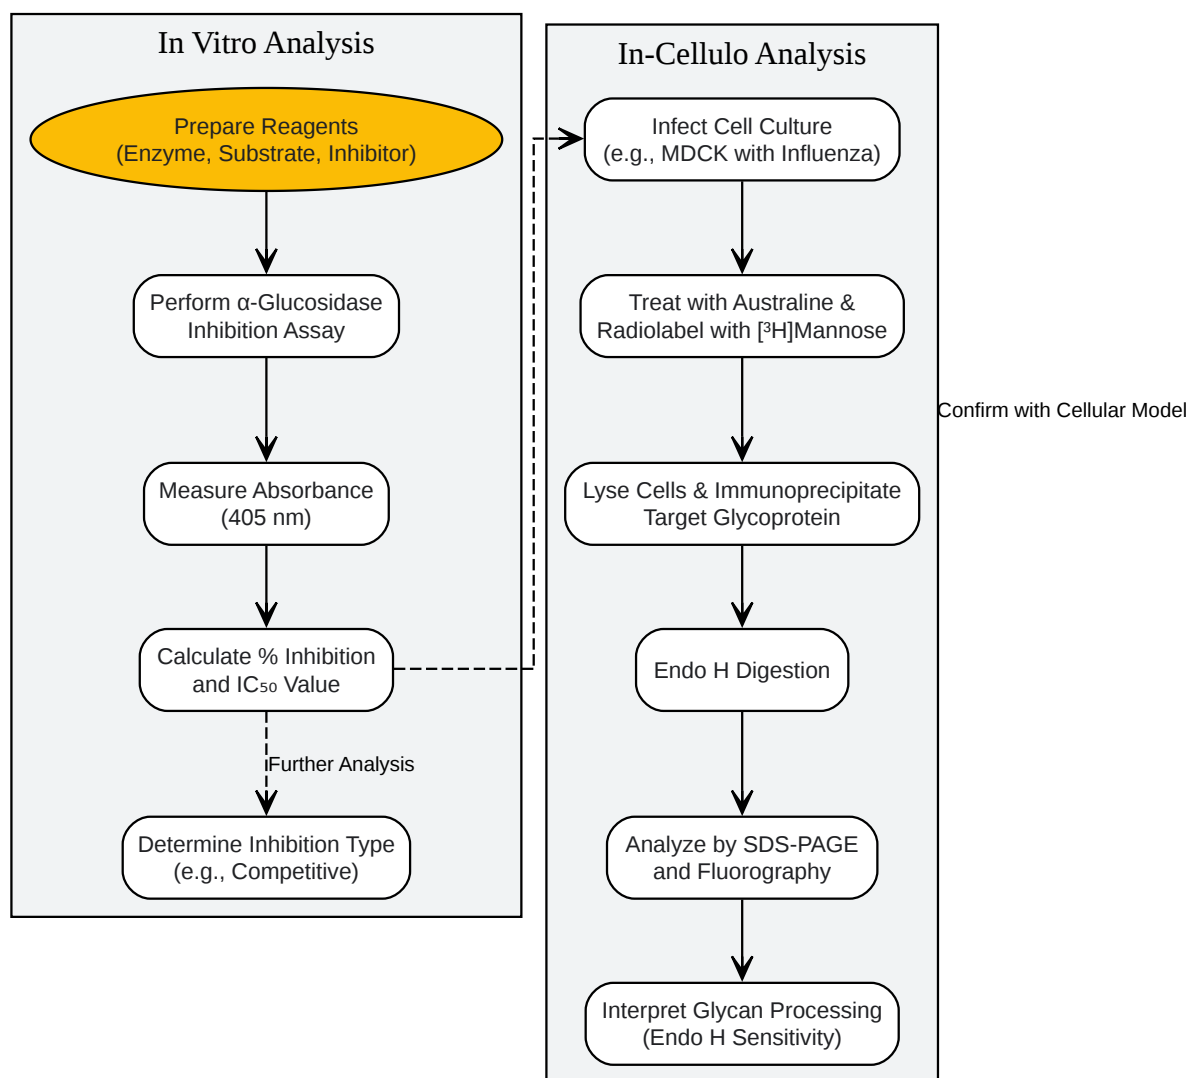 In Vitro Analysis
Prepare Reagents
(Enzyme, Substrate, Inhibitor)
Perform α-Glucosidase
Inhibition Assay
Measure Absorbance
(405 nm)
Calculate % Inhibition
and IC₅₀ Value
Further Analysis
Determine Inhibition Type
(e.g., Competitive)
In-Cellulo Analysis
Infect Cell Culture
(e.g., MDCK with Influenza)
Treat with Australine &
Radiolabel with [³H]Mannose
Confirm with Cellular Model
Lyse Cells & Immunoprecipitate
Target Glycoprotein
Endo H Digestion
Analyze by SDS-PAGE
and Fluorography
Interpret Glycan Processing
(Endo H Sensitivity)